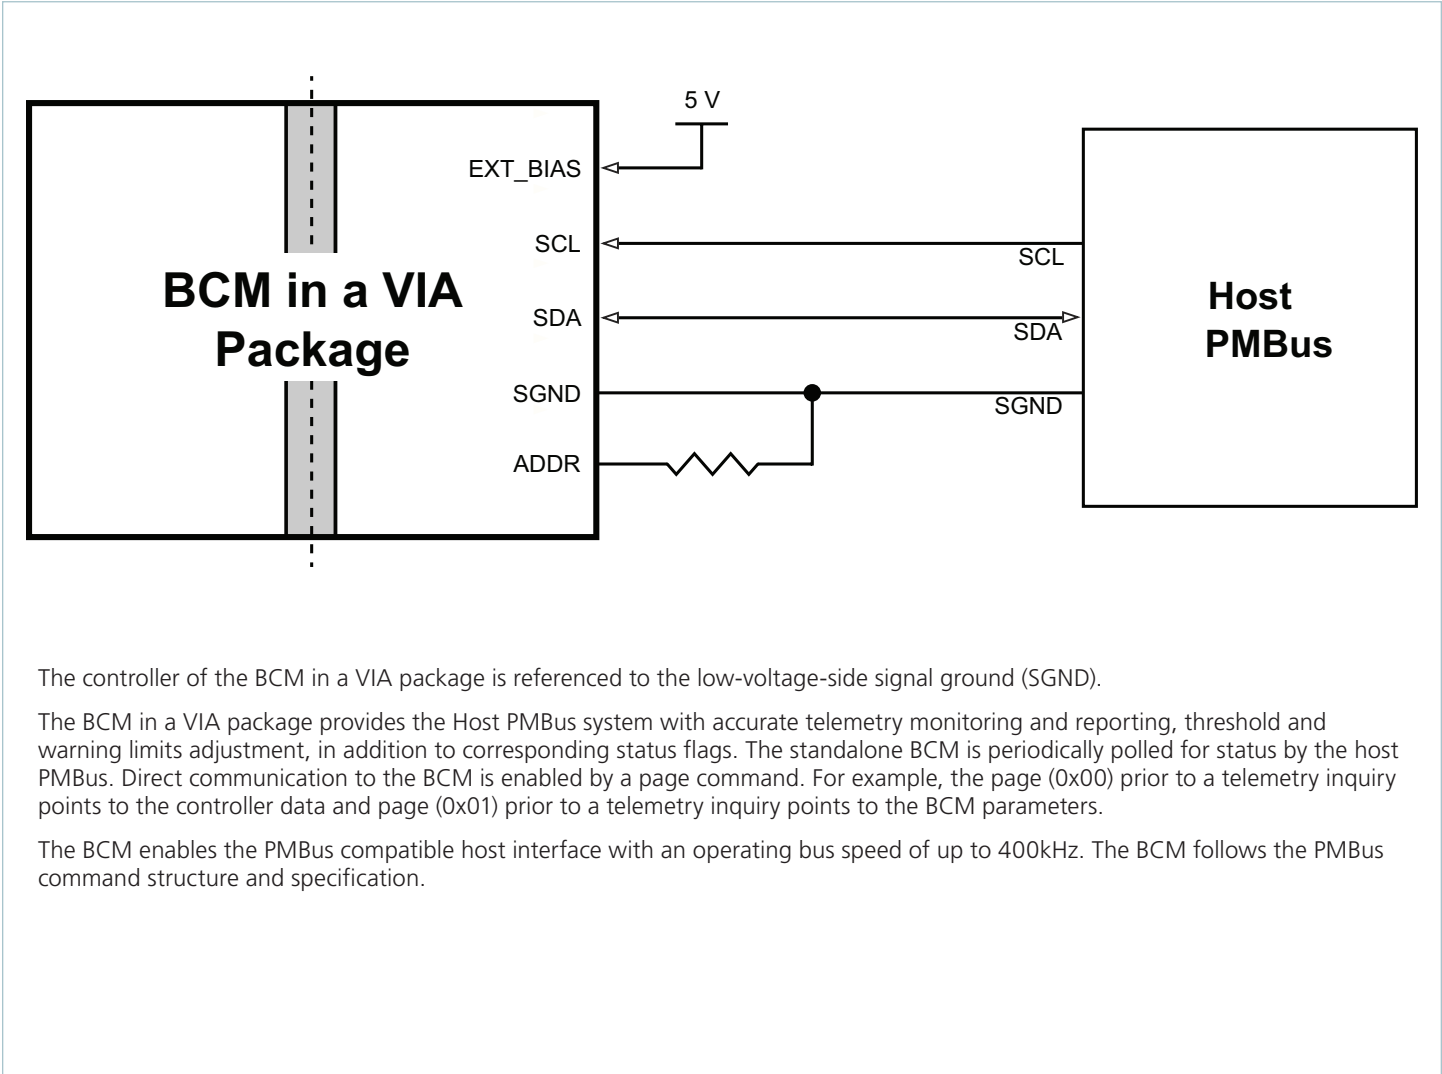 5 V
EXT_BIAS
SCL
SCL
BCM in a VIA
Package
Host
PMBus
SDA
SDA
SGND
SGND
ADDR
The controller of the BCM in a VIA package is referenced to the low-voltage-side signal ground (SGND).
The BCM in a VIA package provides the Host PMBus system with accurate telemetry monitoring and reporting, threshold and
warning limits adjustment, in addition to corresponding status flags. The standalone BCM is periodically polled for status by the host
PMBus. Direct communication to the BCM is enabled by a page command. For example, the page (0x00) prior to a telemetry inquiry
points to the controller data and page (0x01) prior to a telemetry inquiry points to the BCM parameters.
The BCM enables the PMBus compatible host interface with an operating bus speed of up to 400kHz. The BCM follows the PMBus
command structure and specification.